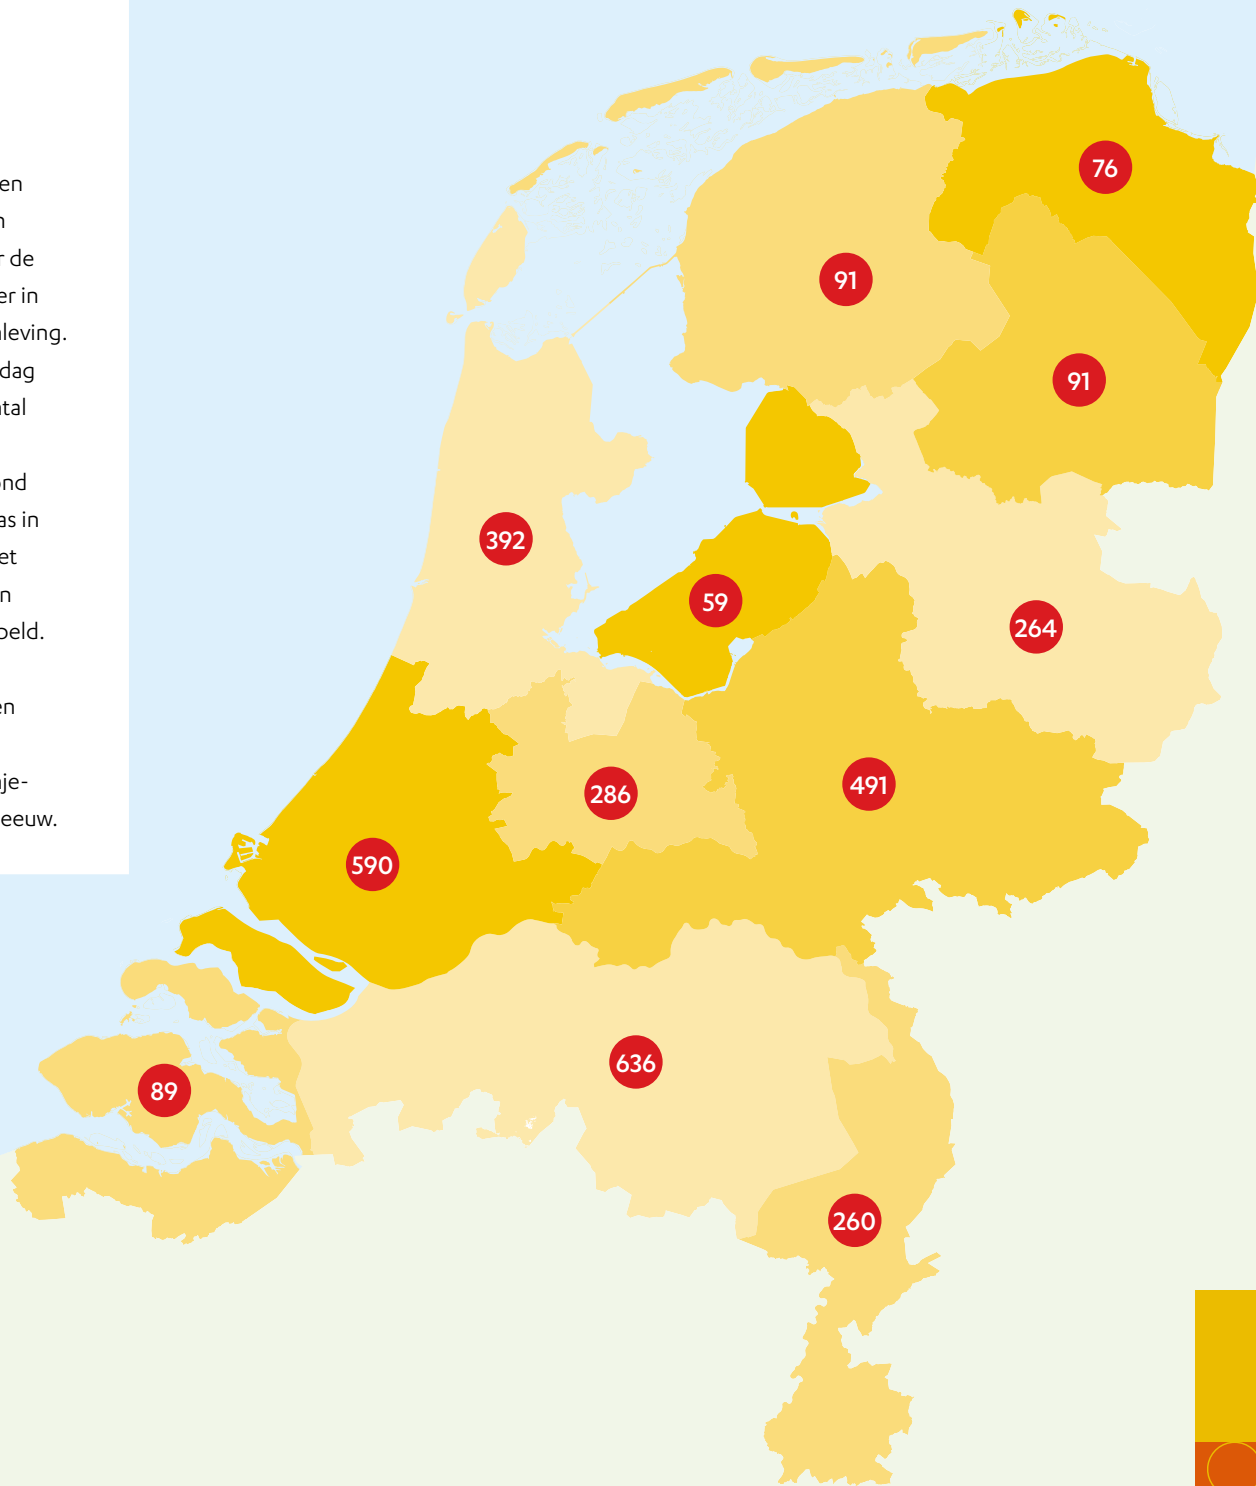 en
r de
er in
leving.
dag
tal
ond
as in
et
n
oeld.
en
je-
eeuw.
76
91
91
392
59
264
286
491
590
636
89
260